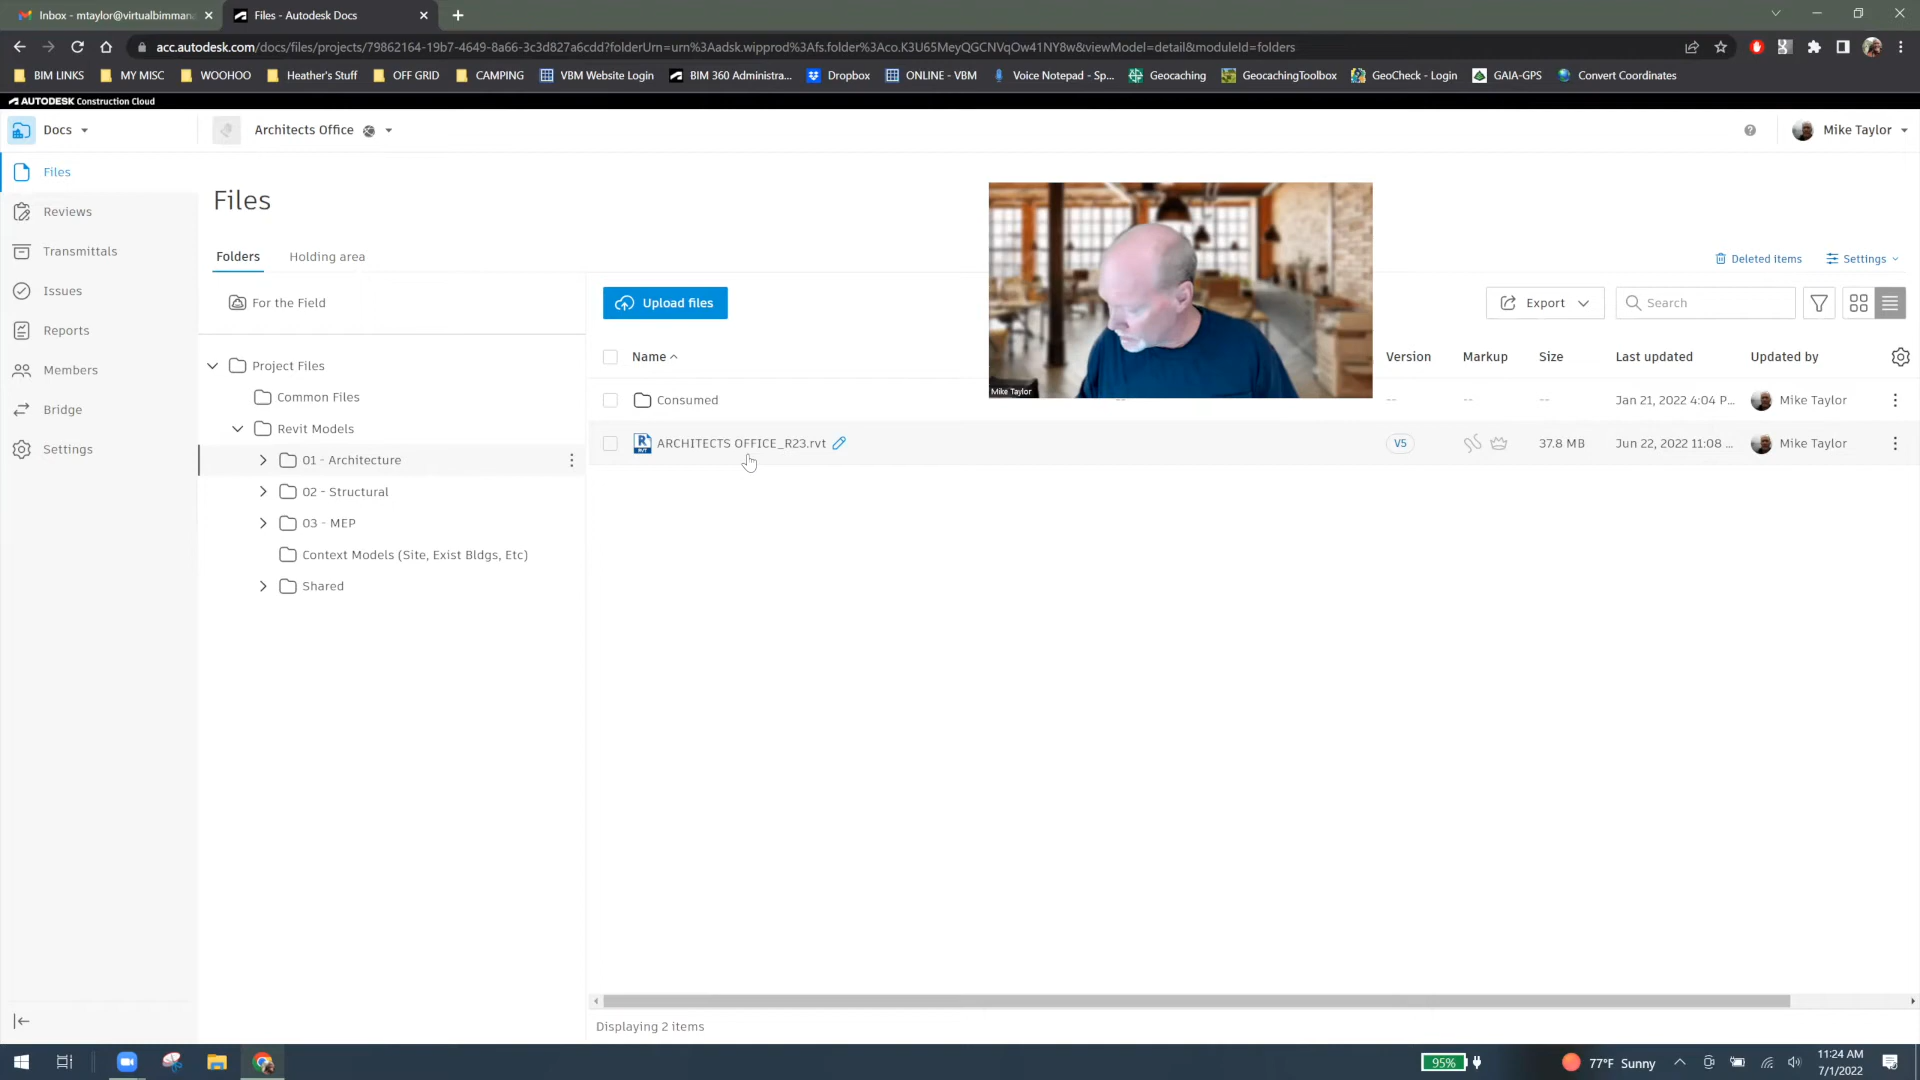 Inbox - mtaylor@virtualbimmana
Files - Autodesk Docs
acc.autodesk.com/docs/files/projects/79862164-19b7-4649-8a66-3c3d827a6cdd?folderUrn=urn%3Aadsk.wipprod%3Afs.folder%3Aco.K3U65MeyQGCNVqOw41NY8w&viewModel=detail&moduleId=folders
BIM LINKS MY MISC WOOHOO Heather's Stuff OFF GRID CAMPING VBM Website Login BIM 360 Administra... Dropbox ONLINE - VBM Voice Notepad - Sp... Geocaching GeocachingToolbox GeoCheck - Login GAIA-GPS Convert Coordinates
AUTODESK Construction Cloud
Docs
Architects Office
Mike Taylor
Files
Reviews
Transmittals
Issues
Reports
Members
Bridge
Settings
Files
Folders Holding area
Deleted items Settings
For the Field
Project Files
Common Files
Revit Models
01 - Architecture
02 - Structural
03 - MEP
Context Models (Site, Exist Bldgs, Etc)
Shared
Upload files
Export
Search
Name Version Markup Size Last updated Updated by
Consumed -- -- -- -- Jan 21, 2022 4:04 P... Mike Taylor
ARCHITECTS OFFICE_R23.rvt V5 37.8 MB Jun 22, 2022 11:08 ... Mike Taylor
Mike Taylor
Displaying 2 items
95%
77°F Sunny
11:24 AM
7/1/2022